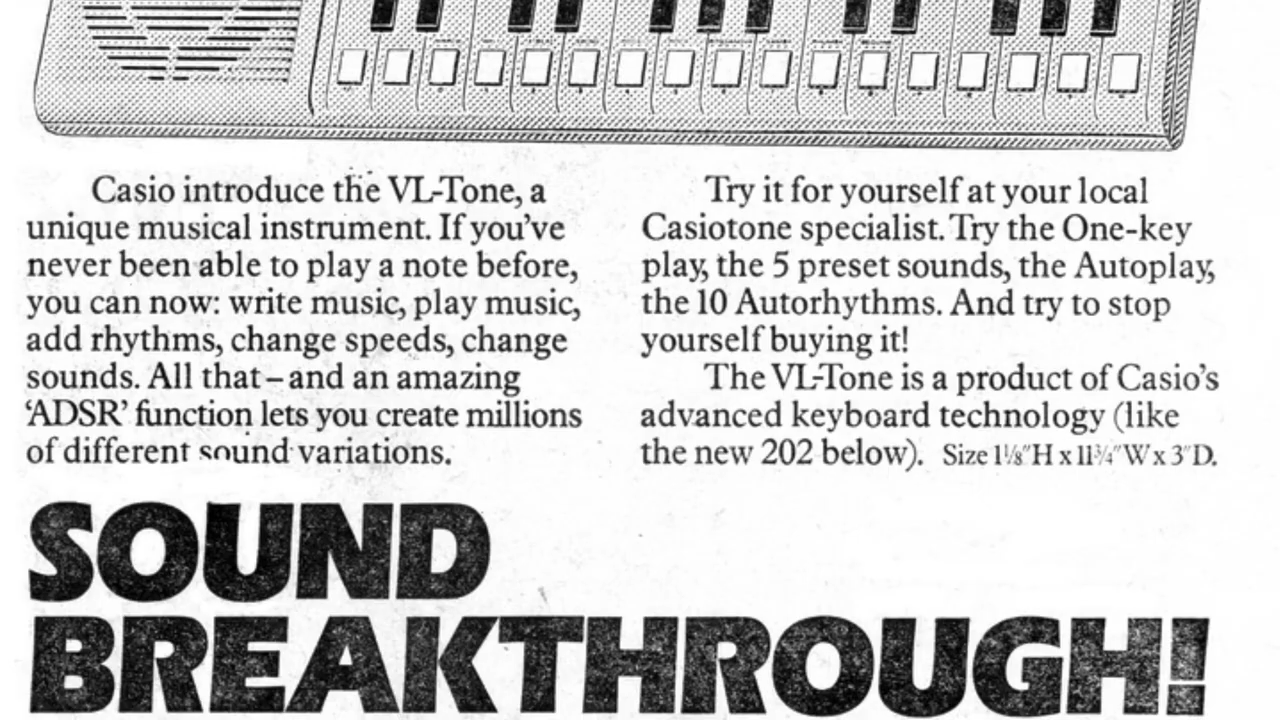 Casio introduce the VL-Tone, a
unique musical instrument. If you've
never been able to play a note before,
you can now: write music, play music,
add rhythms, change speeds, change
sounds. All that – and an amazing
'ADSR' function lets you create millions
of different sound variations.
Try it for yourself at your local
Casiotone specialist. Try the One-key
play, the 5 preset sounds, the Autoplay,
the 10 Autorhythms. And try to stop
yourself buying it!
The VL-Tone is a product of Casio's
advanced keyboard technology (like
the new 202 below). Size 1⅛"H x 11¾"W x 3"D.
SOUND
BREAKTHROUGH!